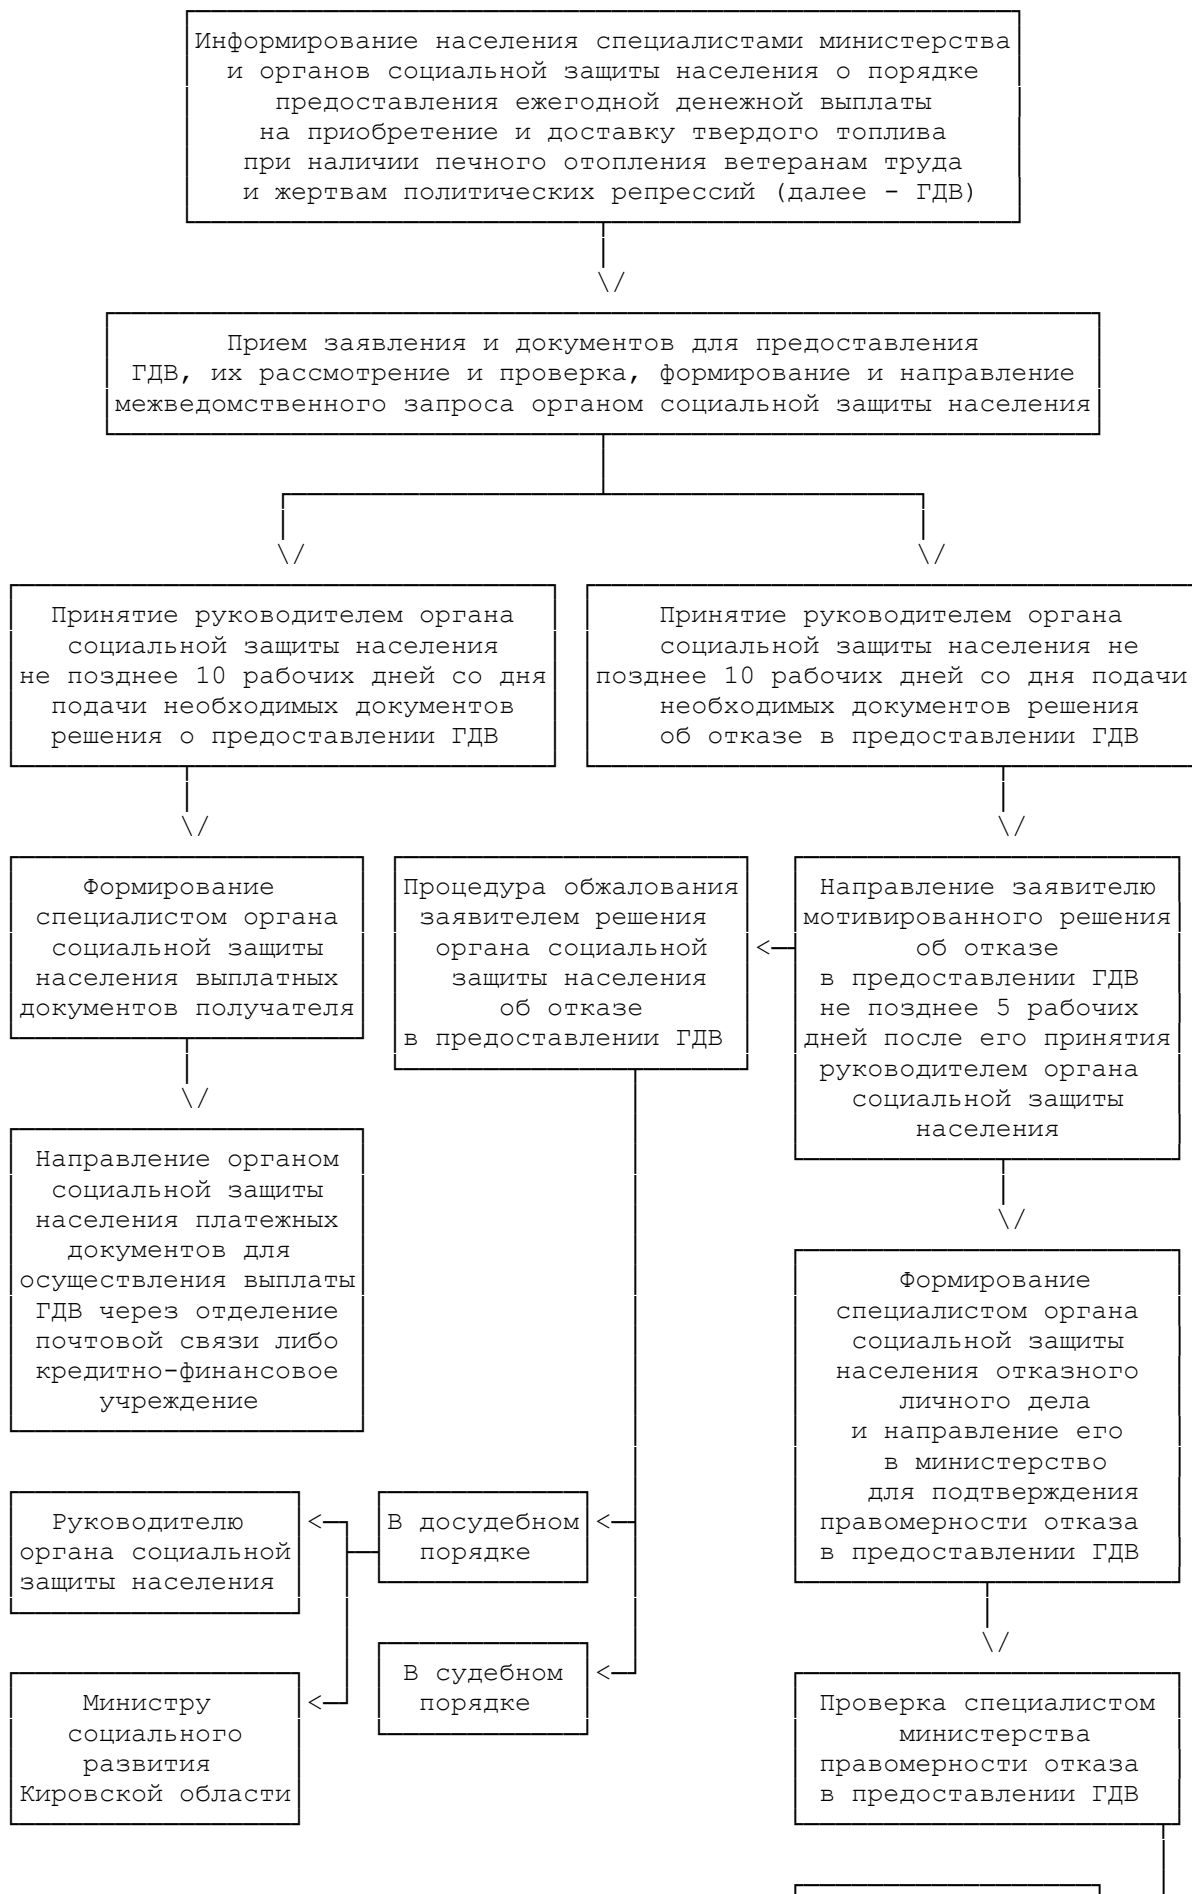 Информирование населения специалистами министерства
и органов социальной защиты населения о порядке
предоставления ежегодной денежной выплаты
на приобретение и доставку твердого топлива
при наличии печного отопления ветеранам труда
и жертвам политических репрессий (далее - ГДВ)
Прием заявления и документов для предоставления
ГДВ, их рассмотрение и проверка, формирование и направление
межведомственного запроса органом социальной защиты населения
Принятие руководителем органа
социальной защиты населения
не позднее 10 рабочих дней со дня
подачи необходимых документов
решения о предоставлении ГДВ
Принятие руководителем органа
социальной защиты населения не
позднее 10 рабочих дней со дня подачи
необходимых документов решения
об отказе в предоставлении ГДВ
Формирование
специалистом органа
социальной защиты
населения выплатных
документов получателя
Процедура обжалования
заявителем решения
органа социальной
защиты населения
об отказе
в предоставлении ГДВ
Направление заявителю
мотивированного решения
об отказе
в предоставлении ГДВ
не позднее 5 рабочих
дней после его принятия
руководителем органа
социальной защиты
населения
Направление органом
социальной защиты
населения платежных
документов для
осуществления выплаты
ГДВ через отделение
почтовой связи либо
кредитно-финансовое
учреждение
Формирование
специалистом органа
социальной защиты
населения отказного
личного дела
и направление его
в министерство
для подтверждения
правомерности отказа
в предоставлении ГДВ
Руководителю
органа социальной
защиты населения
В досудебном
порядке
В судебном
порядке
Министру
социального
развития
Кировской области
Проверка специалистом
министерства
правомерности отказа
в предоставлении ГДВ